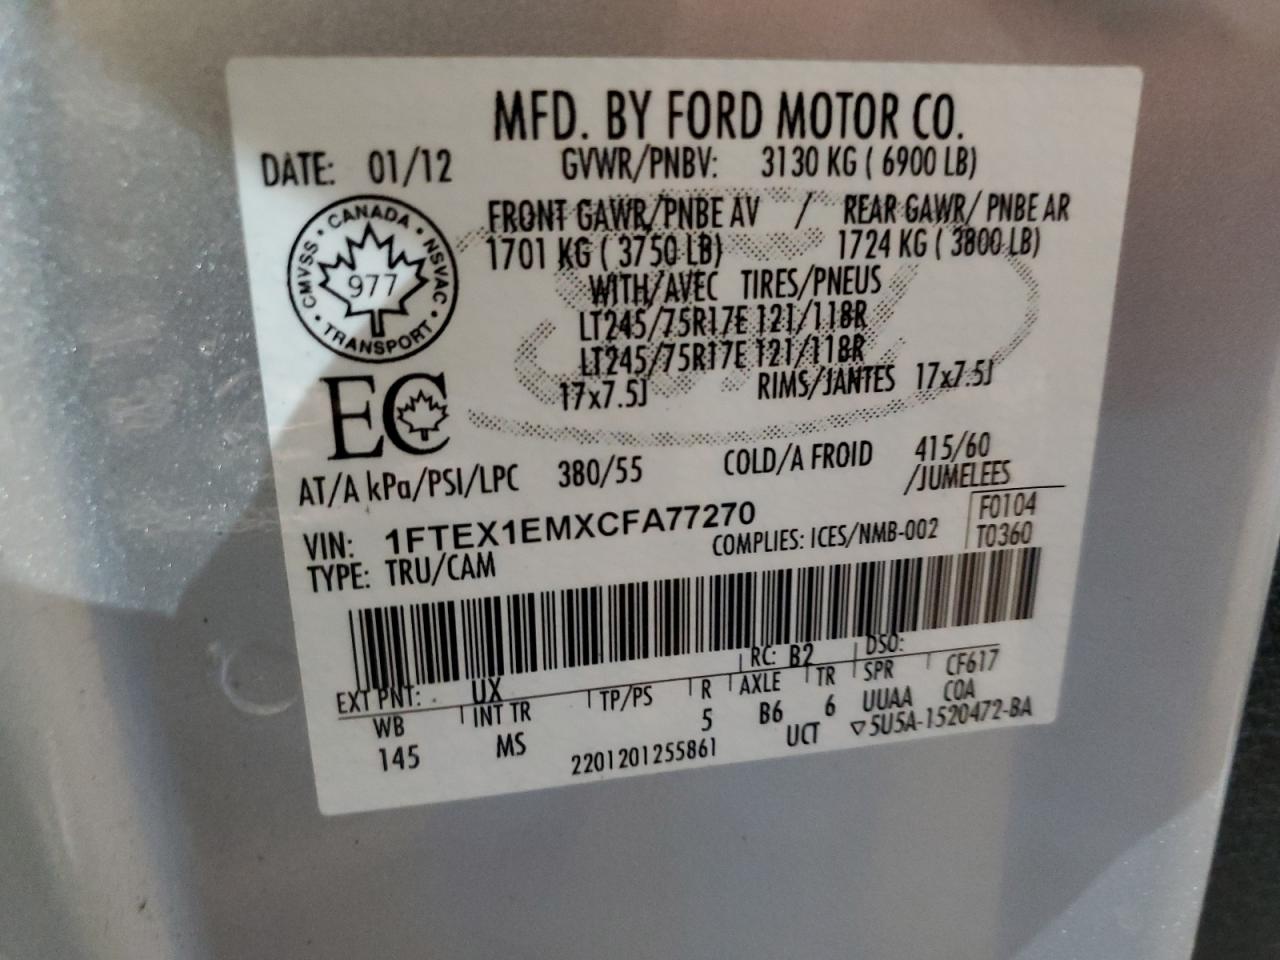 MFD. BY FORD MOTOR CO.
DATE: 01/12 GVWR/PNBV: 3130 KG ( 6900 LB)
CANADA
CMVSS NSVAC
977
TRANSPORT
FRONT GAWR/PNBE AV / REAR GAWR/ PNBE AR
1701 KG ( 3750 LB) 1724 KG ( 3800 LB)
WITH/AVEC TIRES/PNEUS
LT245/75R17E 121/118R
LT245/75R17E 121/118R
17x7.5J RIMS/JANTES 17x7.5J
EC
AT/A kPa/PSI/LPC 380/55 COLD/A FROID 415/60
/JUMELEES
VIN: 1FTEX1EMXCFA77270 F0104
TYPE: TRU/CAM COMPLIES: ICES/NMB-002 T0360
RC: B2 DSO:
EXT PNT: UX CF617
WB INT TR TP/PS R AXLE TR SPR COA
145 MS 5 B6 6 UUAA
2201201255861 UCT ▽5U5A-1520472-BA